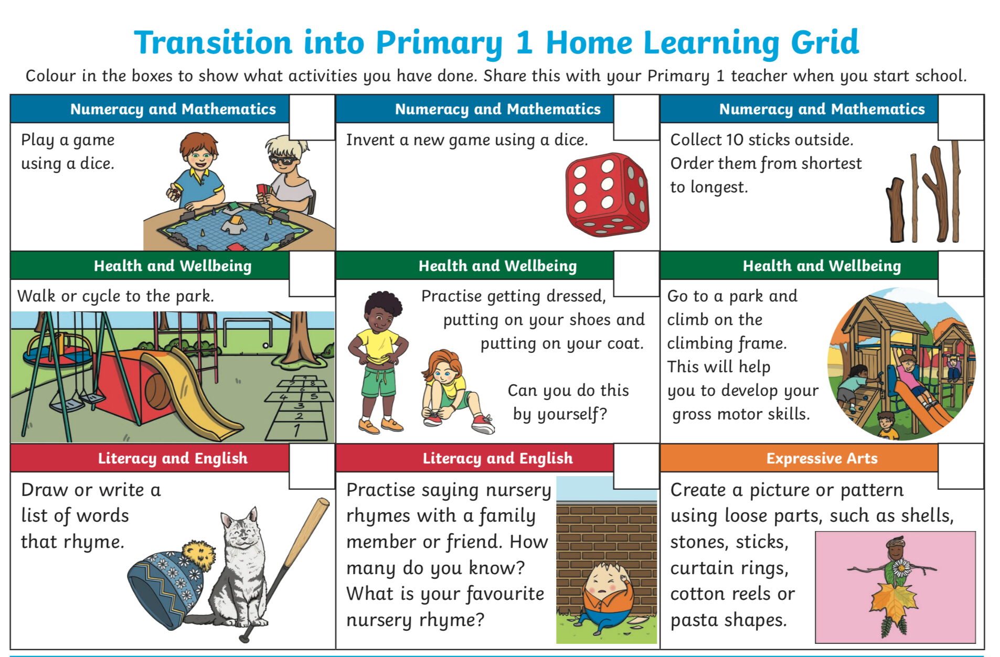 Transition into Primary 1 Home Learning Grid
Colour in the boxes to show what activities you have done. Share this with your Primary 1 teacher when you start school.
Numeracy and Mathematics
Play a game
using a dice.
Numeracy and Mathematics
Invent a new game using a dice.
Numeracy and Mathematics
Collect 10 sticks outside.
Order them from shortest
to longest.
Health and Wellbeing
Walk or cycle to the park.
9
7 8
6
4 5
3
2
1
Health and Wellbeing
Practise getting dressed,
putting on your shoes and
putting on your coat.
Can you do this
by yourself?
Health and Wellbeing
Go to a park and
climb on the
climbing frame.
This will help
you to develop your
gross motor skills.
Literacy and English
Draw or write a
list of words
that rhyme.
Literacy and English
Practise saying nursery
rhymes with a family
member or friend. How
many do you know?
What is your favourite
nursery rhyme?
Expressive Arts
Create a picture or pattern
using loose parts, such as shells,
stones, sticks,
curtain rings,
cotton reels or
pasta shapes.